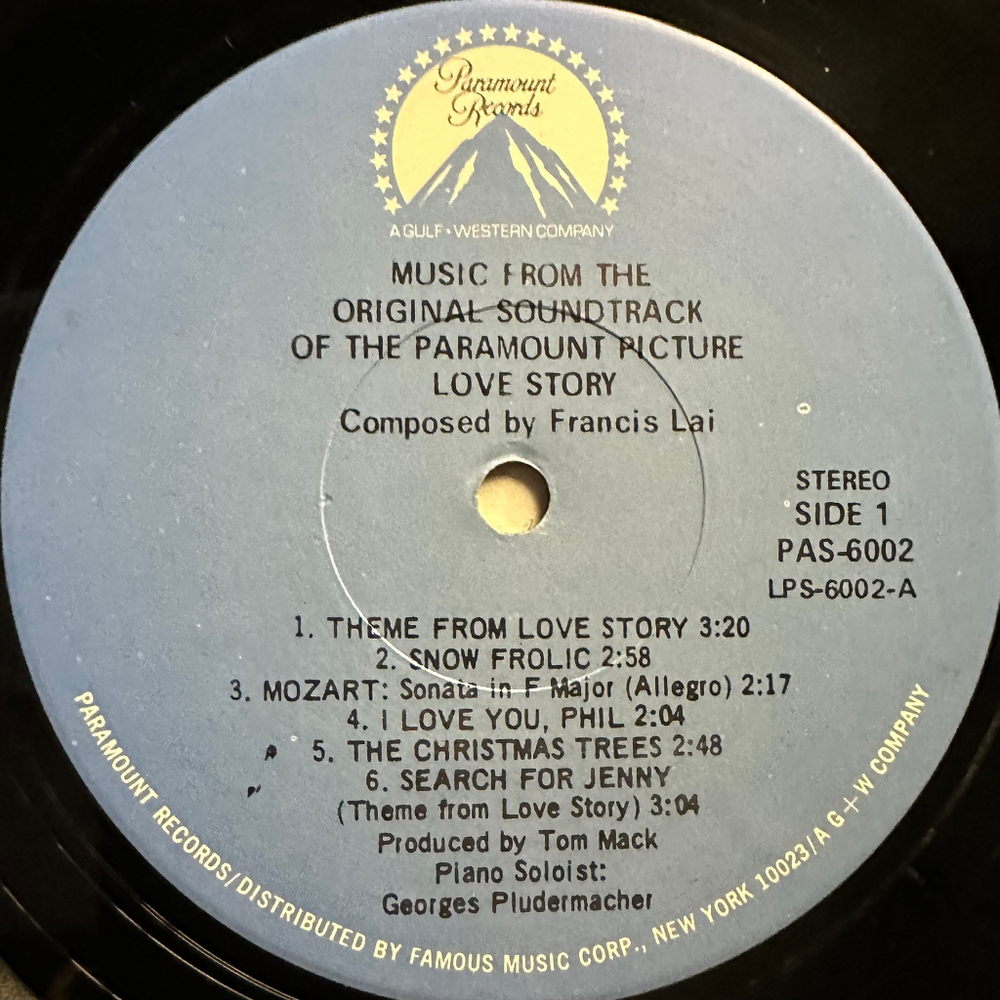 Paramount
Records
A GULF + WESTERN COMPANY
MUSIC FROM THE
ORIGINAL SOUNDTRACK
OF THE PARAMOUNT PICTURE
LOVE STORY
Composed by Francis Lai
STEREO
SIDE 1
PAS-6002
LPS-6002-A
1. THEME FROM LOVE STORY 3:20
2. SNOW FROLIC 2:58
3. MOZART: Sonata in F Major (Allegro) 2:17
4. I LOVE YOU, PHIL 2:04
5. THE CHRISTMAS TREES 2:48
6. SEARCH FOR JENNY
(Theme from Love Story) 3:04
Produced by Tom Mack
Piano Soloist:
Georges Pludermacher
PARAMOUNT RECORDS/DISTRIBUTED BY FAMOUS MUSIC CORP., NEW YORK 10023/A G+W COMPANY